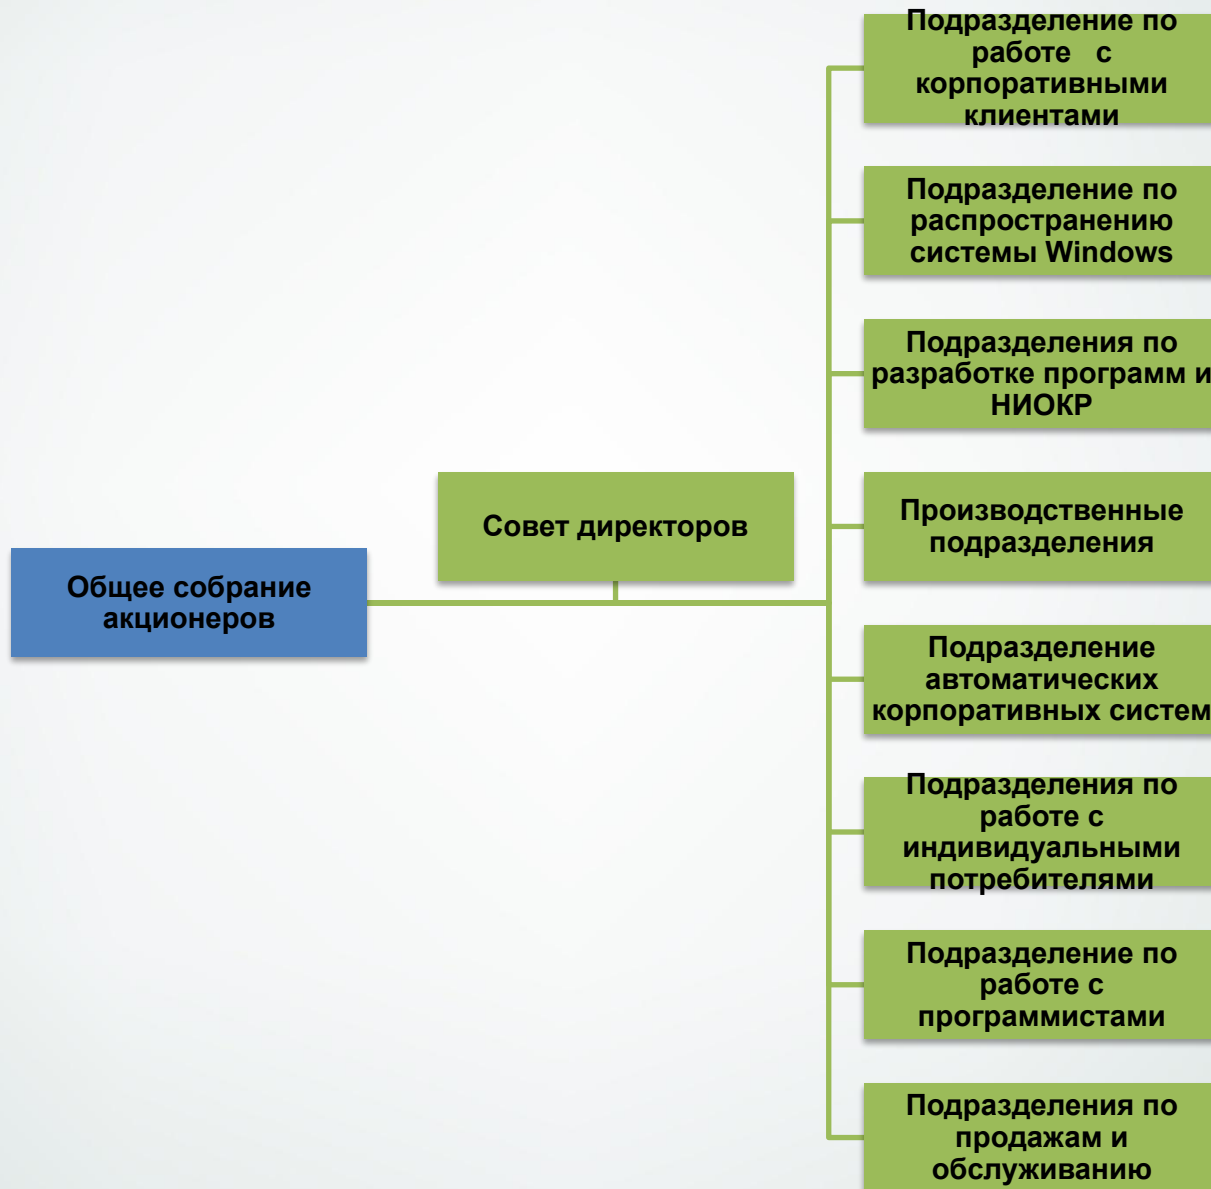 Подразделение по
работе с
корпоративными
клиентами
Подразделение по
распространению
системы Windows
Подразделения по
разработке программ и
НИОКР
Совет директоров
Производственные
подразделения
Общее собрание
акционеров
Подразделение
автоматических
корпоративных систем
Подразделения по
работе с
индивидуальными
потребителями
Подразделение по
работе с
программистами
Подразделения по
продажам и
обслуживанию